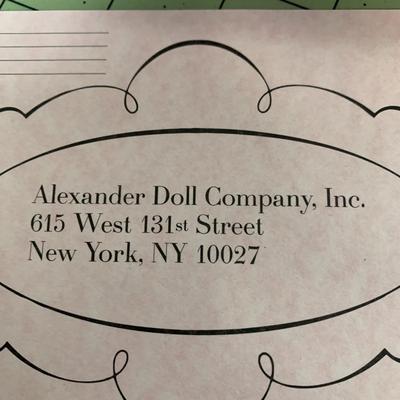 Alexander Doll Company, Inc.
615 West 131st Street
New York, NY 10027